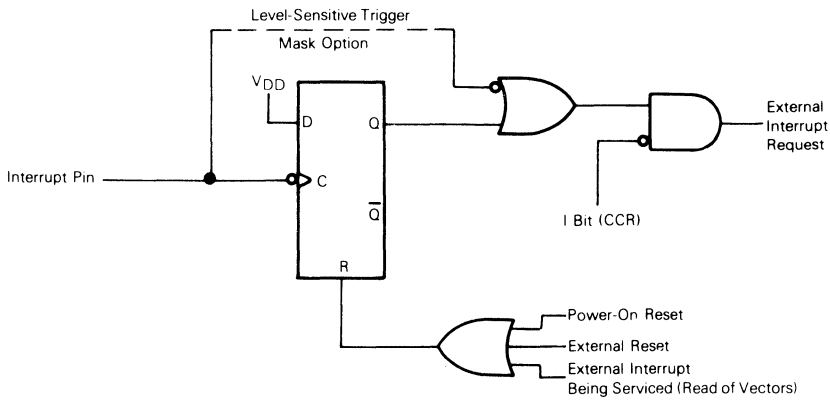 Level-Sensitive Trigger
Mask Option
VDD
D
Q
Interrupt Pin
C
Q
R
I Bit (CCR)
External
Interrupt
Request
Power-On Reset
External Reset
External Interrupt
Being Serviced (Read of Vectors)